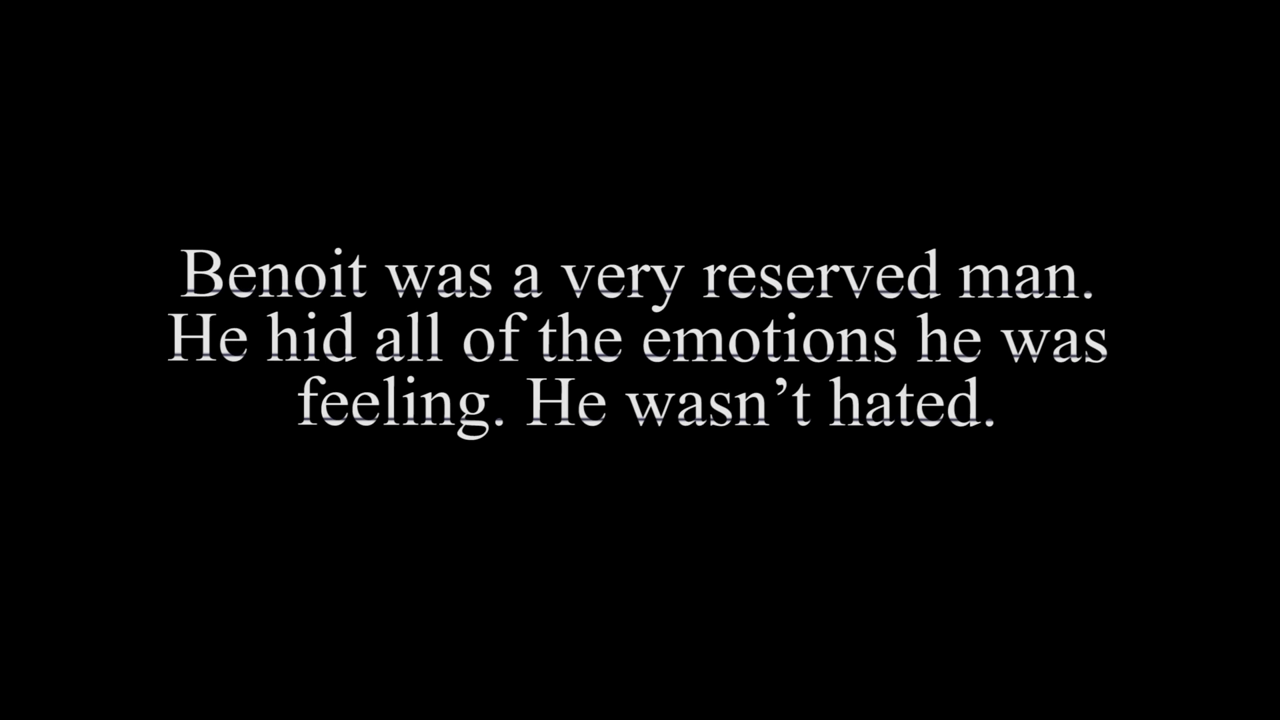 Benoit was a very reserved man.
He hid all of the emotions he was
feeling. He wasn’t hated.